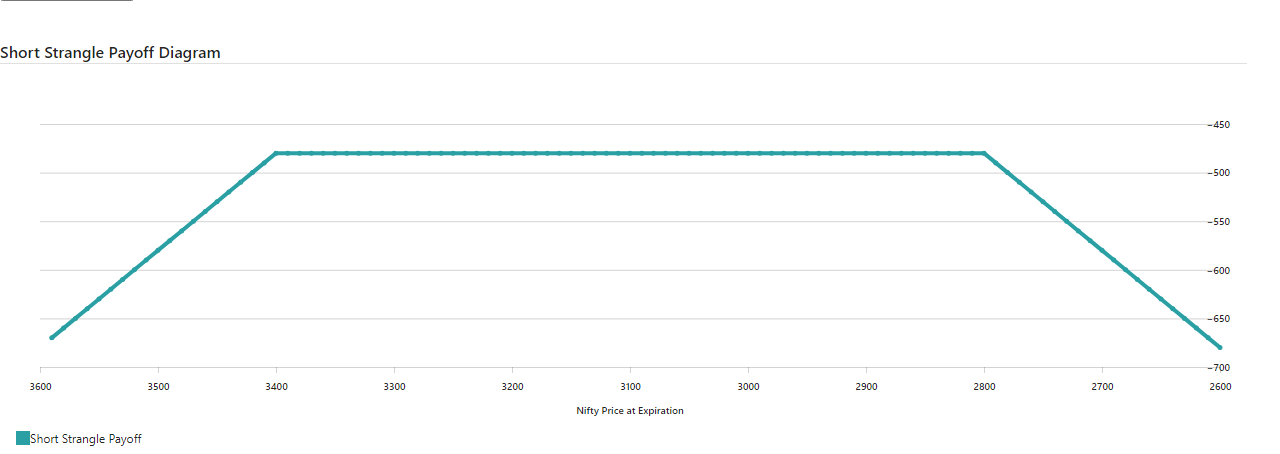 Short Strangle Payoff Diagram
−450
−500
−550
−600
−650
−700
3600 3500 3400 3300 3200 3100 3000 2900 2800 2700 2600
Nifty Price at Expiration
Short Strangle Payoff